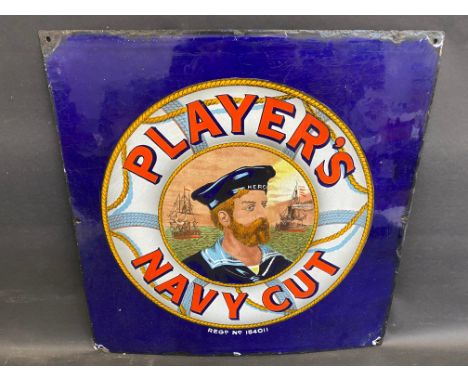 PLAYER'S
HERO
NAVY CUT
REGD. NO 154011